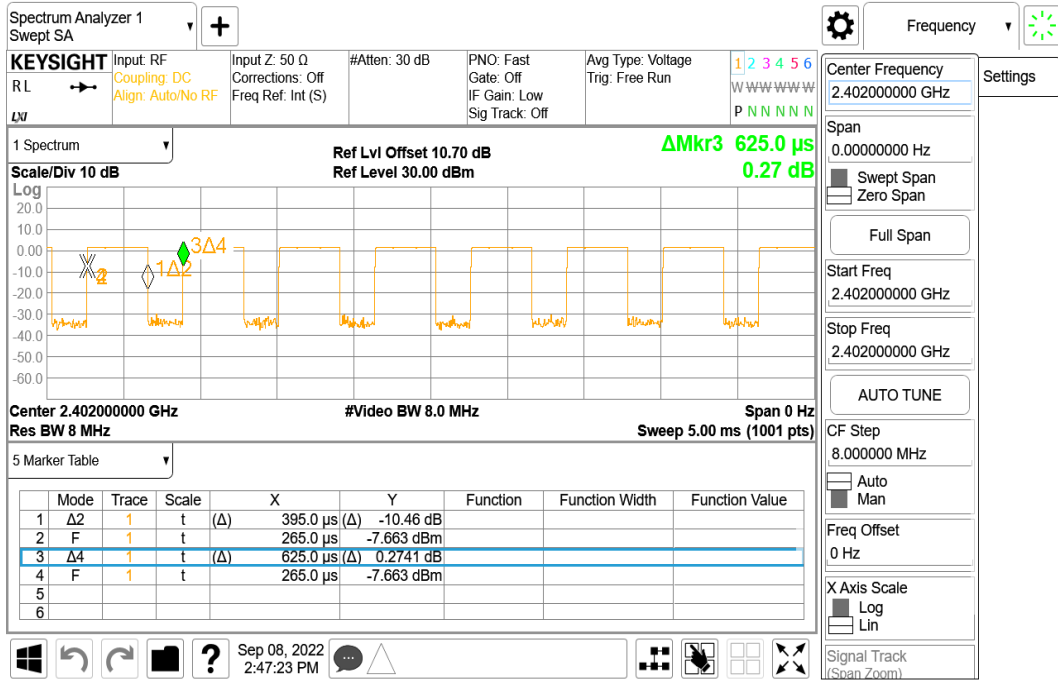 Spectrum Analyzer 1
Swept SA
Frequency
KEYSIGHT
R L
LXI
Input: RF
Coupling: DC
Align: Auto/No RF
Input Z: 50 Ω
Corrections: Off
Freq Ref: Int (S)
#Atten: 30 dB
PNO: Fast
Gate: Off
IF Gain: Low
Sig Track: Off
Avg Type: Voltage
Trig: Free Run
1 2 3 4 5 6
W W W W W W
P N N N N N
Center Frequency
2.402000000 GHz
Settings
1 Spectrum
Ref Lvl Offset 10.70 dB
ΔMkr3 625.0 µs
Scale/Div 10 dB
Ref Level 30.00 dBm
0.27 dB
Log
20.0
10.0
0.00
-10.0
-20.0
-30.0
-40.0
-50.0
-60.0
3Δ4
1Δ2
Center 2.402000000 GHz
#Video BW 8.0 MHz
Span 0 Hz
Res BW 8 MHz
Sweep 5.00 ms (1001 pts)
Span
0.00000000 Hz
Swept Span
Zero Span
Full Span
Start Freq
2.402000000 GHz
Stop Freq
2.402000000 GHz
AUTO TUNE
CF Step
8.000000 MHz
Auto
Man
Freq Offset
0 Hz
X Axis Scale
Log
Lin
Signal Track
(Span Zoom)
5 Marker Table
Mode Trace Scale X Y Function Function Width Function Value
1 Δ2 1 t (Δ) 395.0 µs (Δ) -10.46 dB
2 F 1 t 265.0 µs -7.663 dBm
3 Δ4 1 t (Δ) 625.0 µs (Δ) 0.2741 dB
4 F 1 t 265.0 µs -7.663 dBm
5
6
Sep 08, 2022
2:47:23 PM